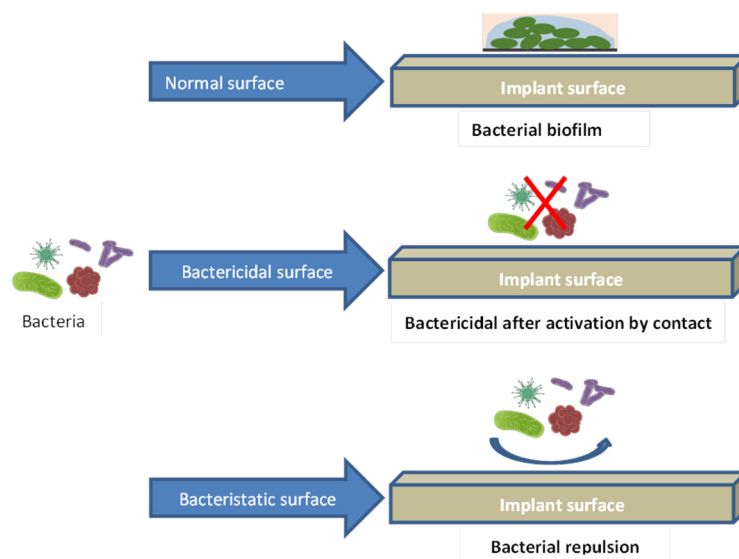 Normal surface
Implant surface
Bacterial biofilm
Bacteria
Bactericidal surface
Implant surface
Bactericidal after activation by contact
Bacteristatic surface
Implant surface
Bacterial repulsion